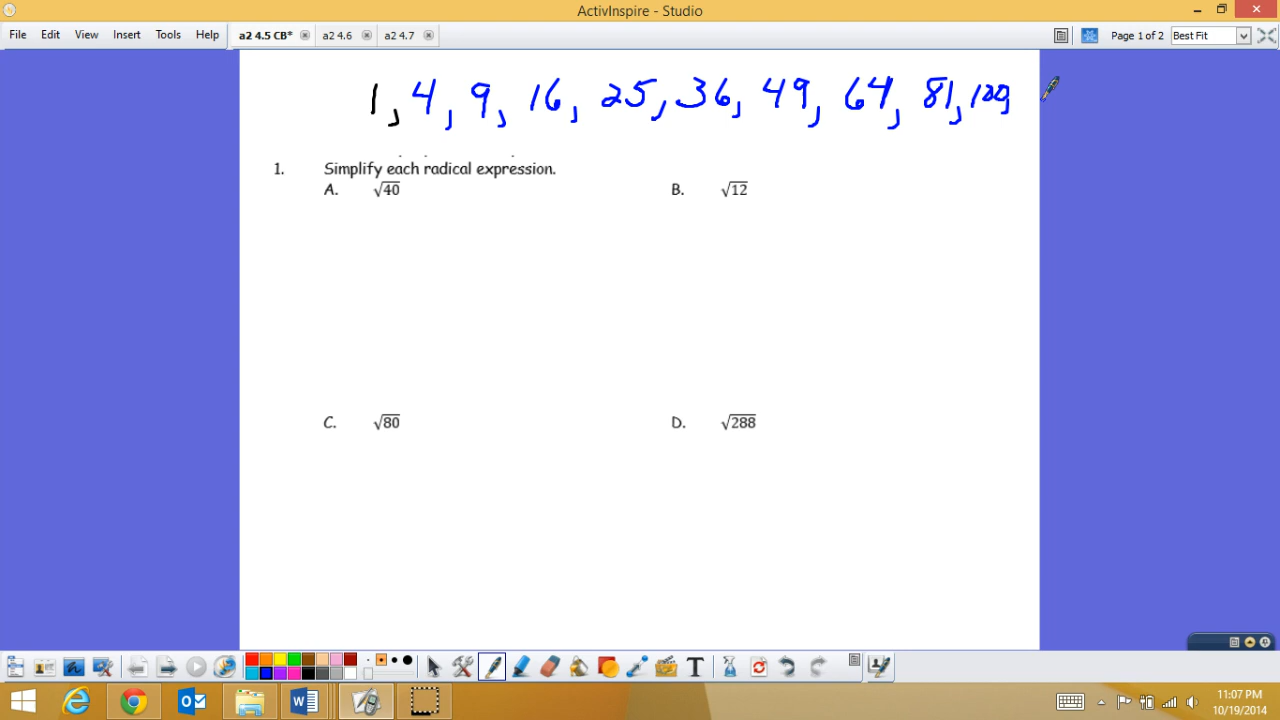 ActivInspire - Studio
File Edit View Insert Tools Help a2 4.5 CB* a2 4.6 a2 4.7 Page 1 of 2 Best Fit
1, 4, 9, 16, 25, 36, 49, 64, 81, 100,
1. Simplify each radical expression.
A. √40 B. √12
C. √80 D. √288
T
11:07 PM
10/19/2014